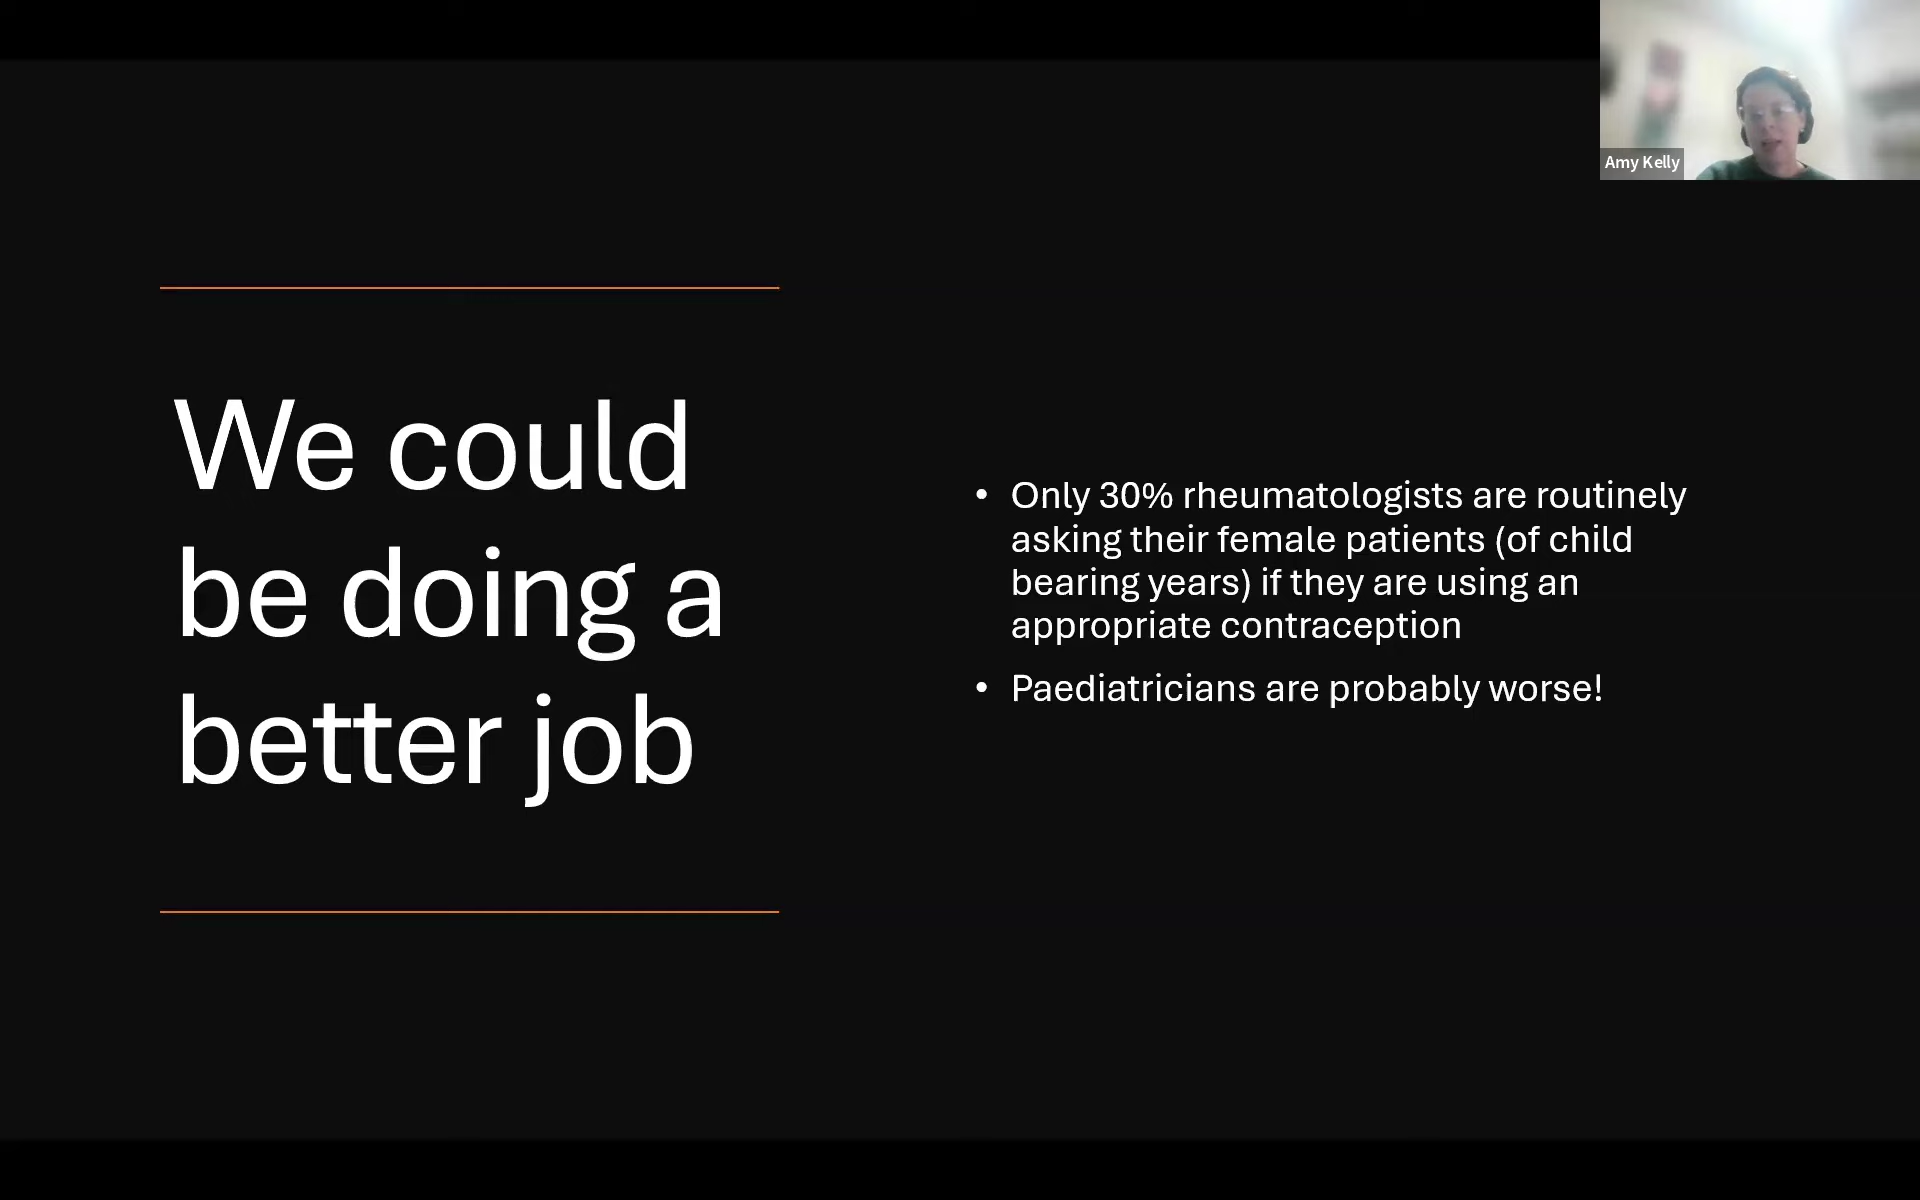 Amy Kelly
We could
be doing a
better job
• Only 30% rheumatologists are routinely
asking their female patients (of child
bearing years) if they are using an
appropriate contraception
• Paediatricians are probably worse!